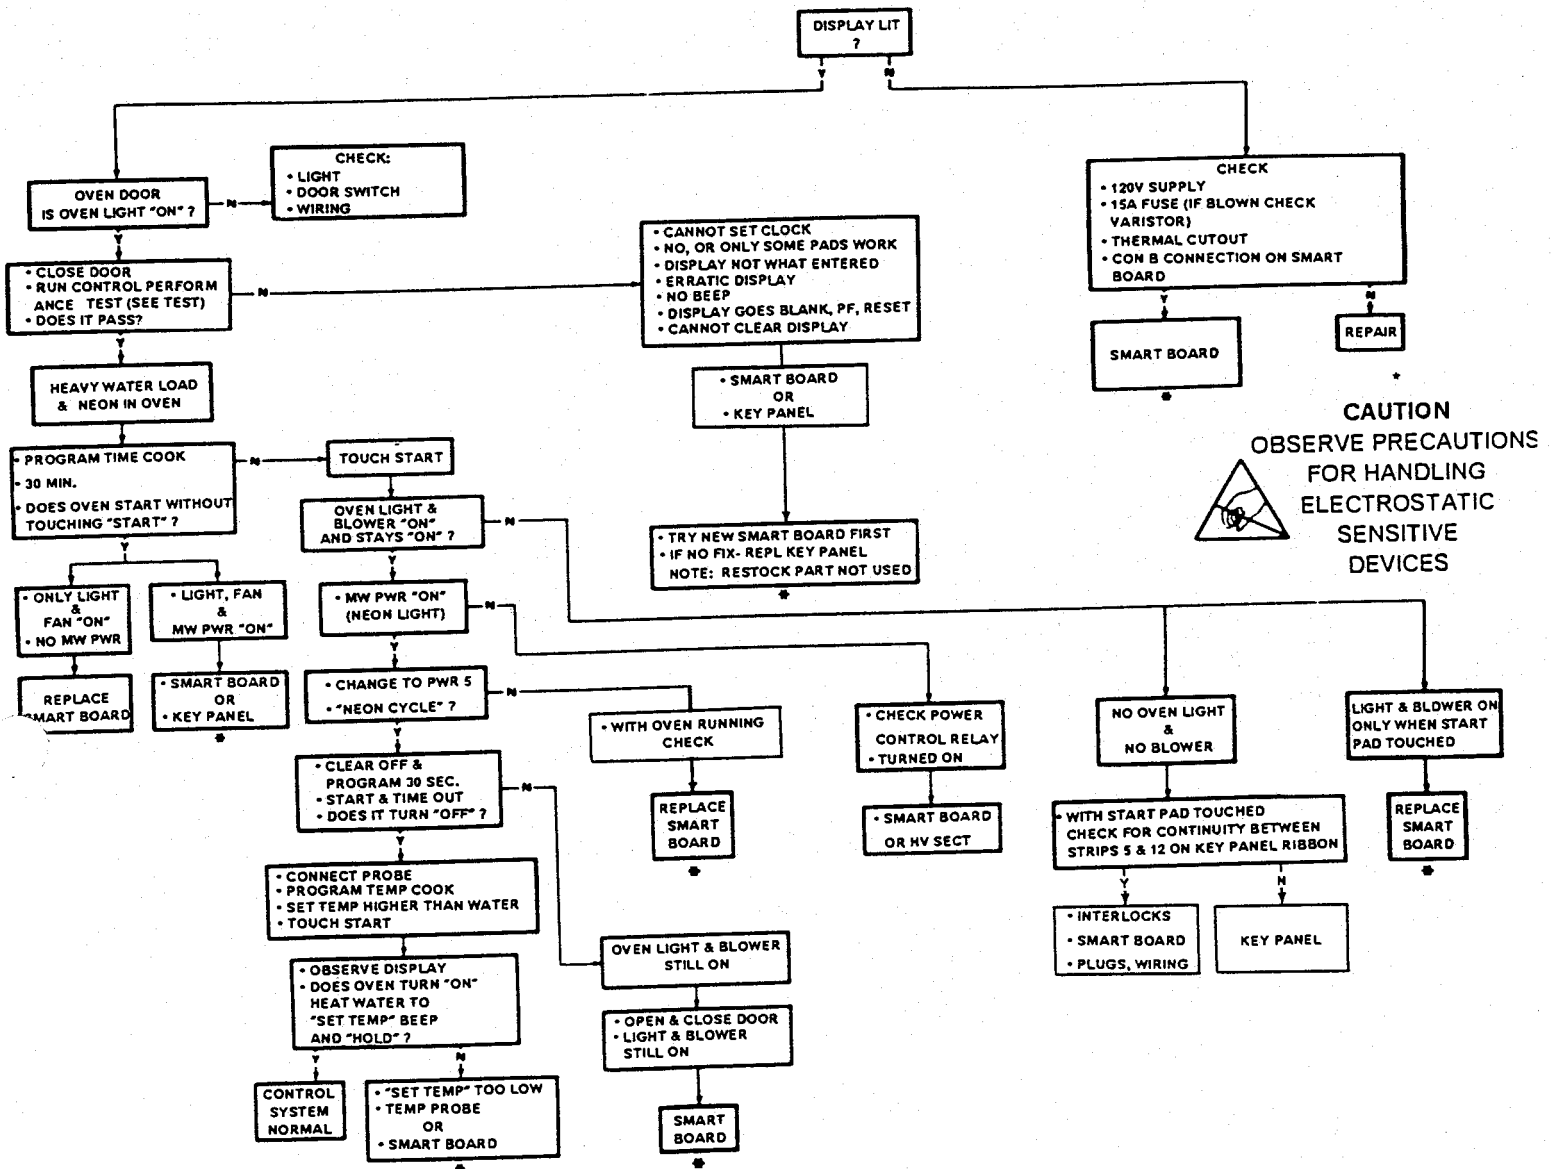 DISPLAY LIT
?
Y
N
CHECK:
• LIGHT
• DOOR SWITCH
• WIRING
OVEN DOOR
IS OVEN LIGHT "ON" ?
N
Y
• CLOSE DOOR
• RUN CONTROL PERFORM
ANCE TEST (SEE TEST)
• DOES IT PASS?
N
Y
• CANNOT SET CLOCK
• NO, OR ONLY SOME PADS WORK
• DISPLAY NOT WHAT ENTERED
• ERRATIC DISPLAY
• NO BEEP
• DISPLAY GOES BLANK, PF, RESET
• CANNOT CLEAR DISPLAY
• SMART BOARD
OR
• KEY PANEL
• TRY NEW SMART BOARD FIRST
• IF NO FIX- REPL KEY PANEL
NOTE: RESTOCK PART NOT USED
*
CHECK
• 120V SUPPLY
• 15A FUSE (IF BLOWN CHECK
VARISTOR)
• THERMAL CUTOUT
• CON B CONNECTION ON SMART
BOARD
Y
N
SMART BOARD
*
REPAIR
*
CAUTION
OBSERVE PRECAUTIONS
FOR HANDLING
ELECTROSTATIC
SENSITIVE
DEVICES
HEAVY WATER LOAD
& NEON IN OVEN
• PROGRAM TIME COOK
• 30 MIN.
• DOES OVEN START WITHOUT
TOUCHING "START" ?
N
Y
TOUCH START
• ONLY LIGHT
&
FAN "ON"
• NO MW PWR
• LIGHT, FAN
&
MW PWR "ON"
REPLACE
SMART BOARD
• SMART BOARD
OR
• KEY PANEL
*
OVEN LIGHT &
BLOWER "ON"
AND STAYS "ON" ?
N
Y
• MW PWR "ON"
(NEON LIGHT)
N
Y
• CHANGE TO PWR 5
• "NEON CYCLE" ?
N
Y
• WITH OVEN RUNNING
CHECK
REPLACE
SMART
BOARD
*
• CHECK POWER
CONTROL RELAY
• TURNED ON
• SMART BOARD
OR HV SECT
NO OVEN LIGHT
&
NO BLOWER
LIGHT & BLOWER ON
ONLY WHEN START
PAD TOUCHED
• WITH START PAD TOUCHED
CHECK FOR CONTINUITY BETWEEN
STRIPS 5 & 12 ON KEY PANEL RIBBON
Y
N
REPLACE
SMART
BOARD
*
• INTERLOCKS
• SMART BOARD
• PLUGS, WIRING
KEY PANEL
• CLEAR OFF &
PROGRAM 30 SEC.
• START & TIME OUT
• DOES IT TURN "OFF" ?
N
Y
• CONNECT PROBE
• PROGRAM TEMP COOK
• SET TEMP HIGHER THAN WATER
• TOUCH START
• OBSERVE DISPLAY
• DOES OVEN TURN "ON"
HEAT WATER TO
"SET TEMP" BEEP
AND "HOLD" ?
Y
N
CONTROL
SYSTEM
NORMAL
• "SET TEMP" TOO LOW
• TEMP PROBE
OR
• SMART BOARD
*
OVEN LIGHT & BLOWER
STILL ON
• OPEN & CLOSE DOOR
• LIGHT & BLOWER
STILL ON
SMART
BOARD
*